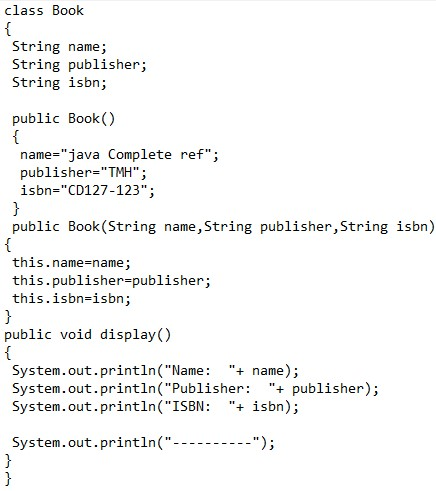 class Book
{
 String name;
 String publisher;
 String isbn;

 public Book()
 {
  name="java Complete ref";
  publisher="TMH";
  isbn="CD127-123";
 }
 public Book(String name,String publisher,String isbn)
{
 this.name=name;
 this.publisher=publisher;
 this.isbn=isbn;
}
public void display()
{
 System.out.println("Name:  "+ name);
 System.out.println("Publisher:  "+ publisher);
 System.out.println("ISBN:  "+ isbn);

 System.out.println("----------");
}
}